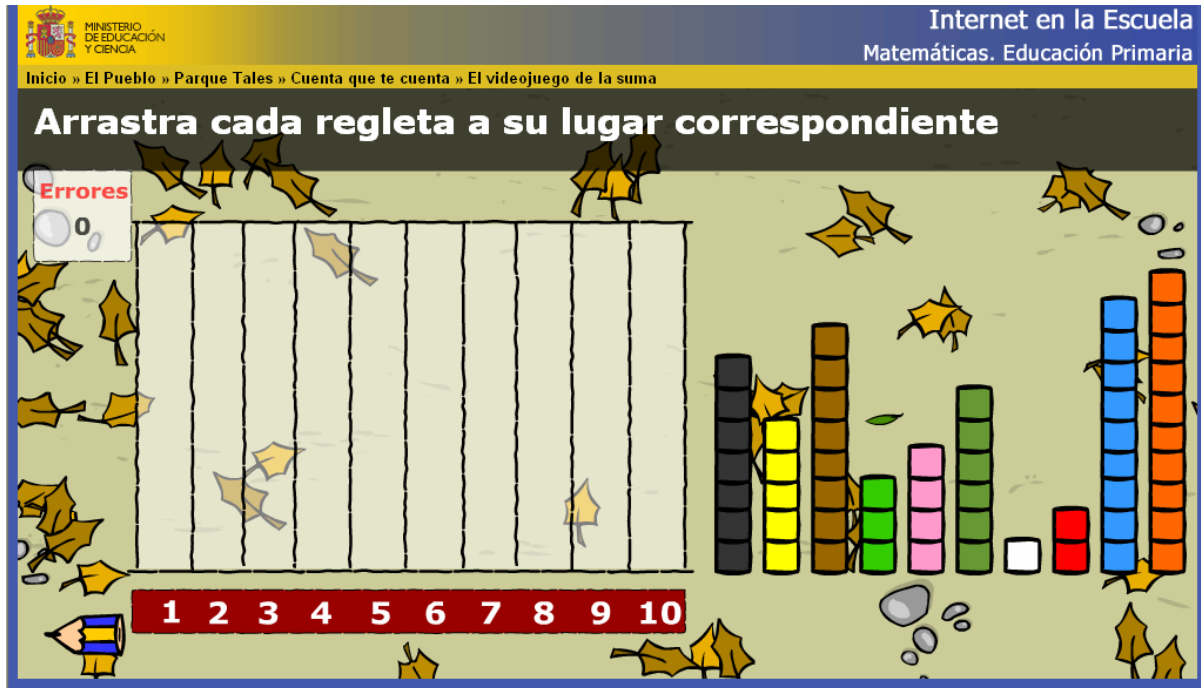 MINISTERIO
DE EDUCACIÓN
Y CIENCIA
Internet en la Escuela
Matemáticas. Educación Primaria
Inicio » El Pueblo » Parque Tales » Cuenta que te cuenta » El videojuego de la suma
Arrastra cada regleta a su lugar correspondiente
Errores
0
1 2 3 4 5 6 7 8 9 10